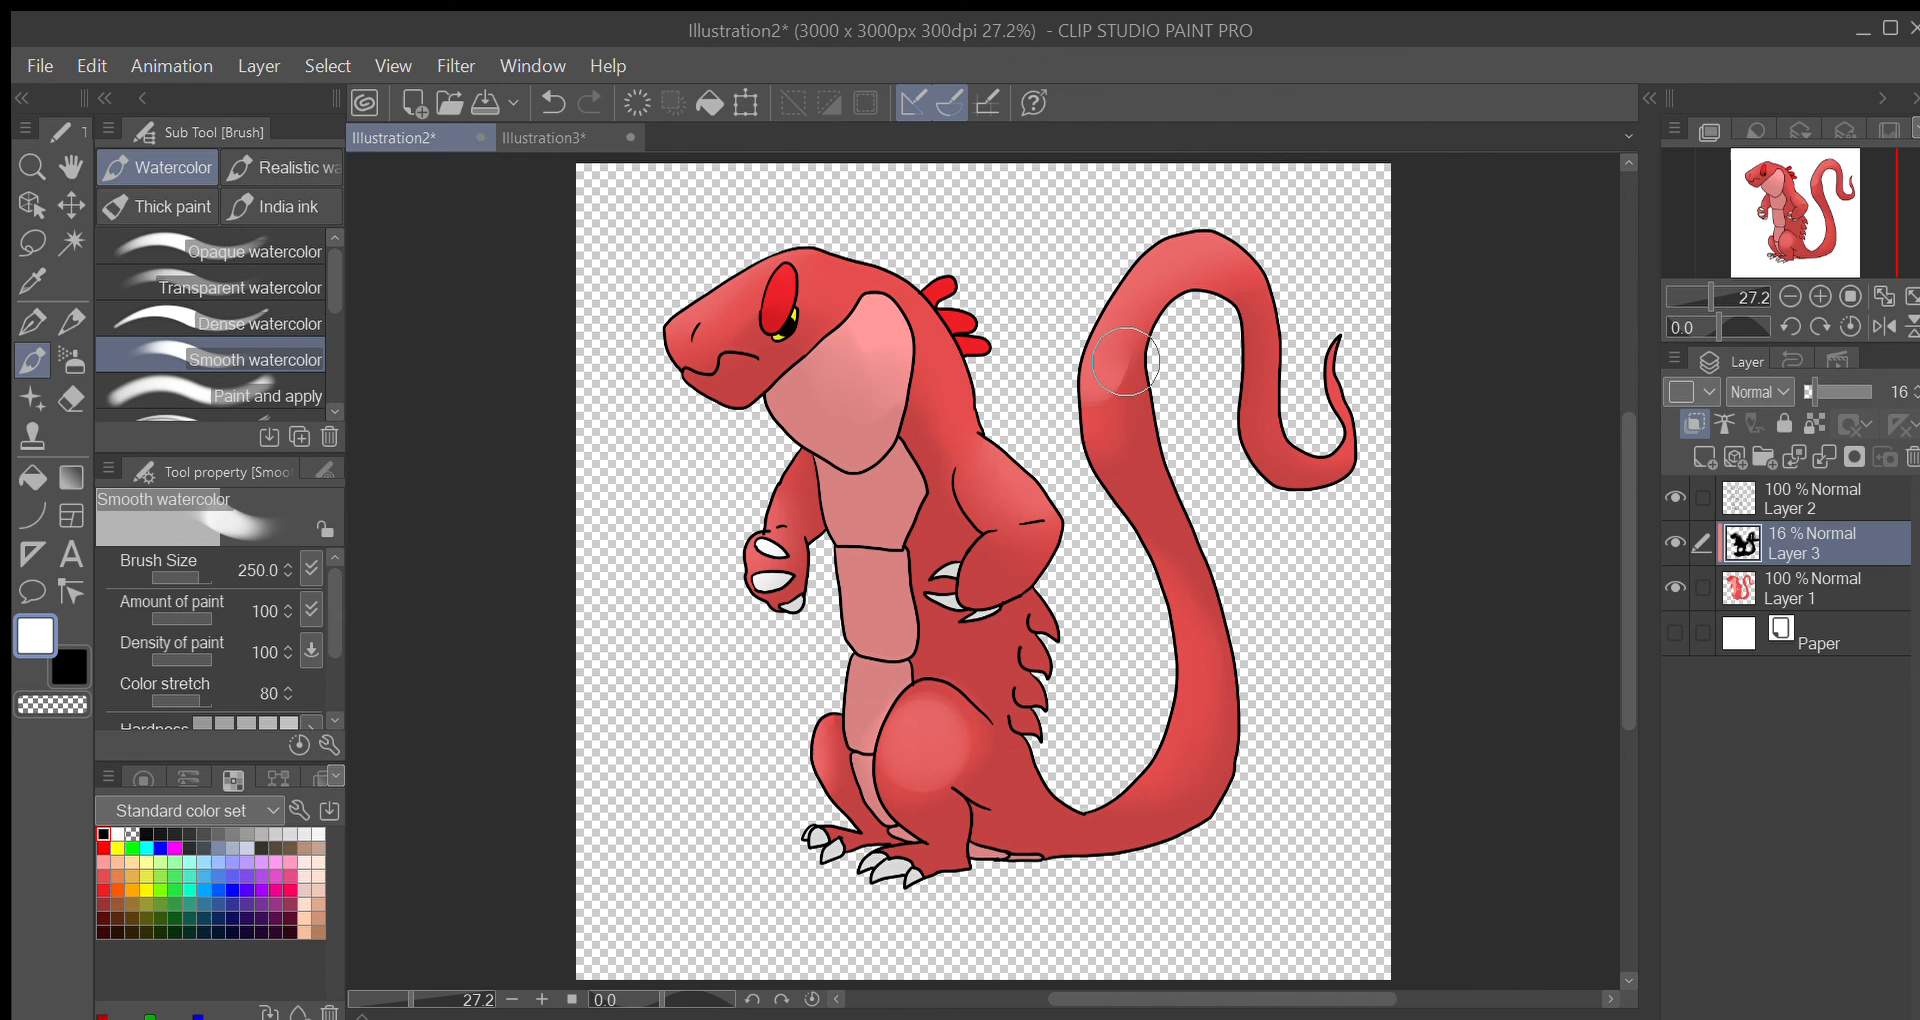 Illustration2* (3000 x 3000px 300dpi 27.2%) - CLIP STUDIO PAINT PRO
File Edit Animation Layer Select View Filter Window Help
Sub Tool [Brush]
Illustration2* Illustration3*
Watercolor Realistic wa
Thick paint India ink
Opaque watercolor
Transparent watercolor
Dense watercolor
Smooth watercolor
Paint and apply
Tool property [Smoo
Smooth watercolor
Brush Size 250.0
Amount of paint 100
Density of paint 100
Color stretch 80
Hardness
Standard color set
27.2 0.0
27.2
0.0
Layer
Normal 16
100 % Normal
Layer 2
16 % Normal
Layer 3
100 % Normal
Layer 1
Paper